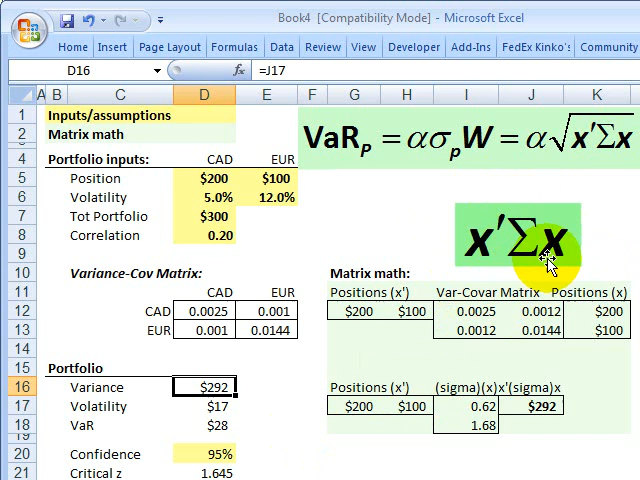 Book4 [Compatibility Mode] - Microsoft Excel
Home Insert Page Layout Formulas Data Review View Developer Add-Ins FedEx Kinko's Community
D16 fx =J17
A B C D E F G H I J K
1 Inputs/assumptions
2 Matrix math
VaRP = ασpW = α√x′Σx
4 Portfolio inputs: CAD EUR
5 Position $200 $100
6 Volatility 5.0% 12.0%
7 Tot Portfolio $300
8 Correlation 0.20
x′Σx
9
10 Variance-Cov Matrix: Matrix math:
11 CAD EUR Positions (x') Var-Covar Matrix Positions (x)
12 CAD 0.0025 0.001 $200 $100 0.0025 0.0012 $200
13 EUR 0.001 0.0144 0.0012 0.0144 $100
14
15 Portfolio
16 Variance $292 Positions (x') (sigma)(x) x'(sigma)x
17 Volatility $17 $200 $100 0.62 $292
18 VaR $28 1.68
19
20 Confidence 95%
21 Critical z 1.645